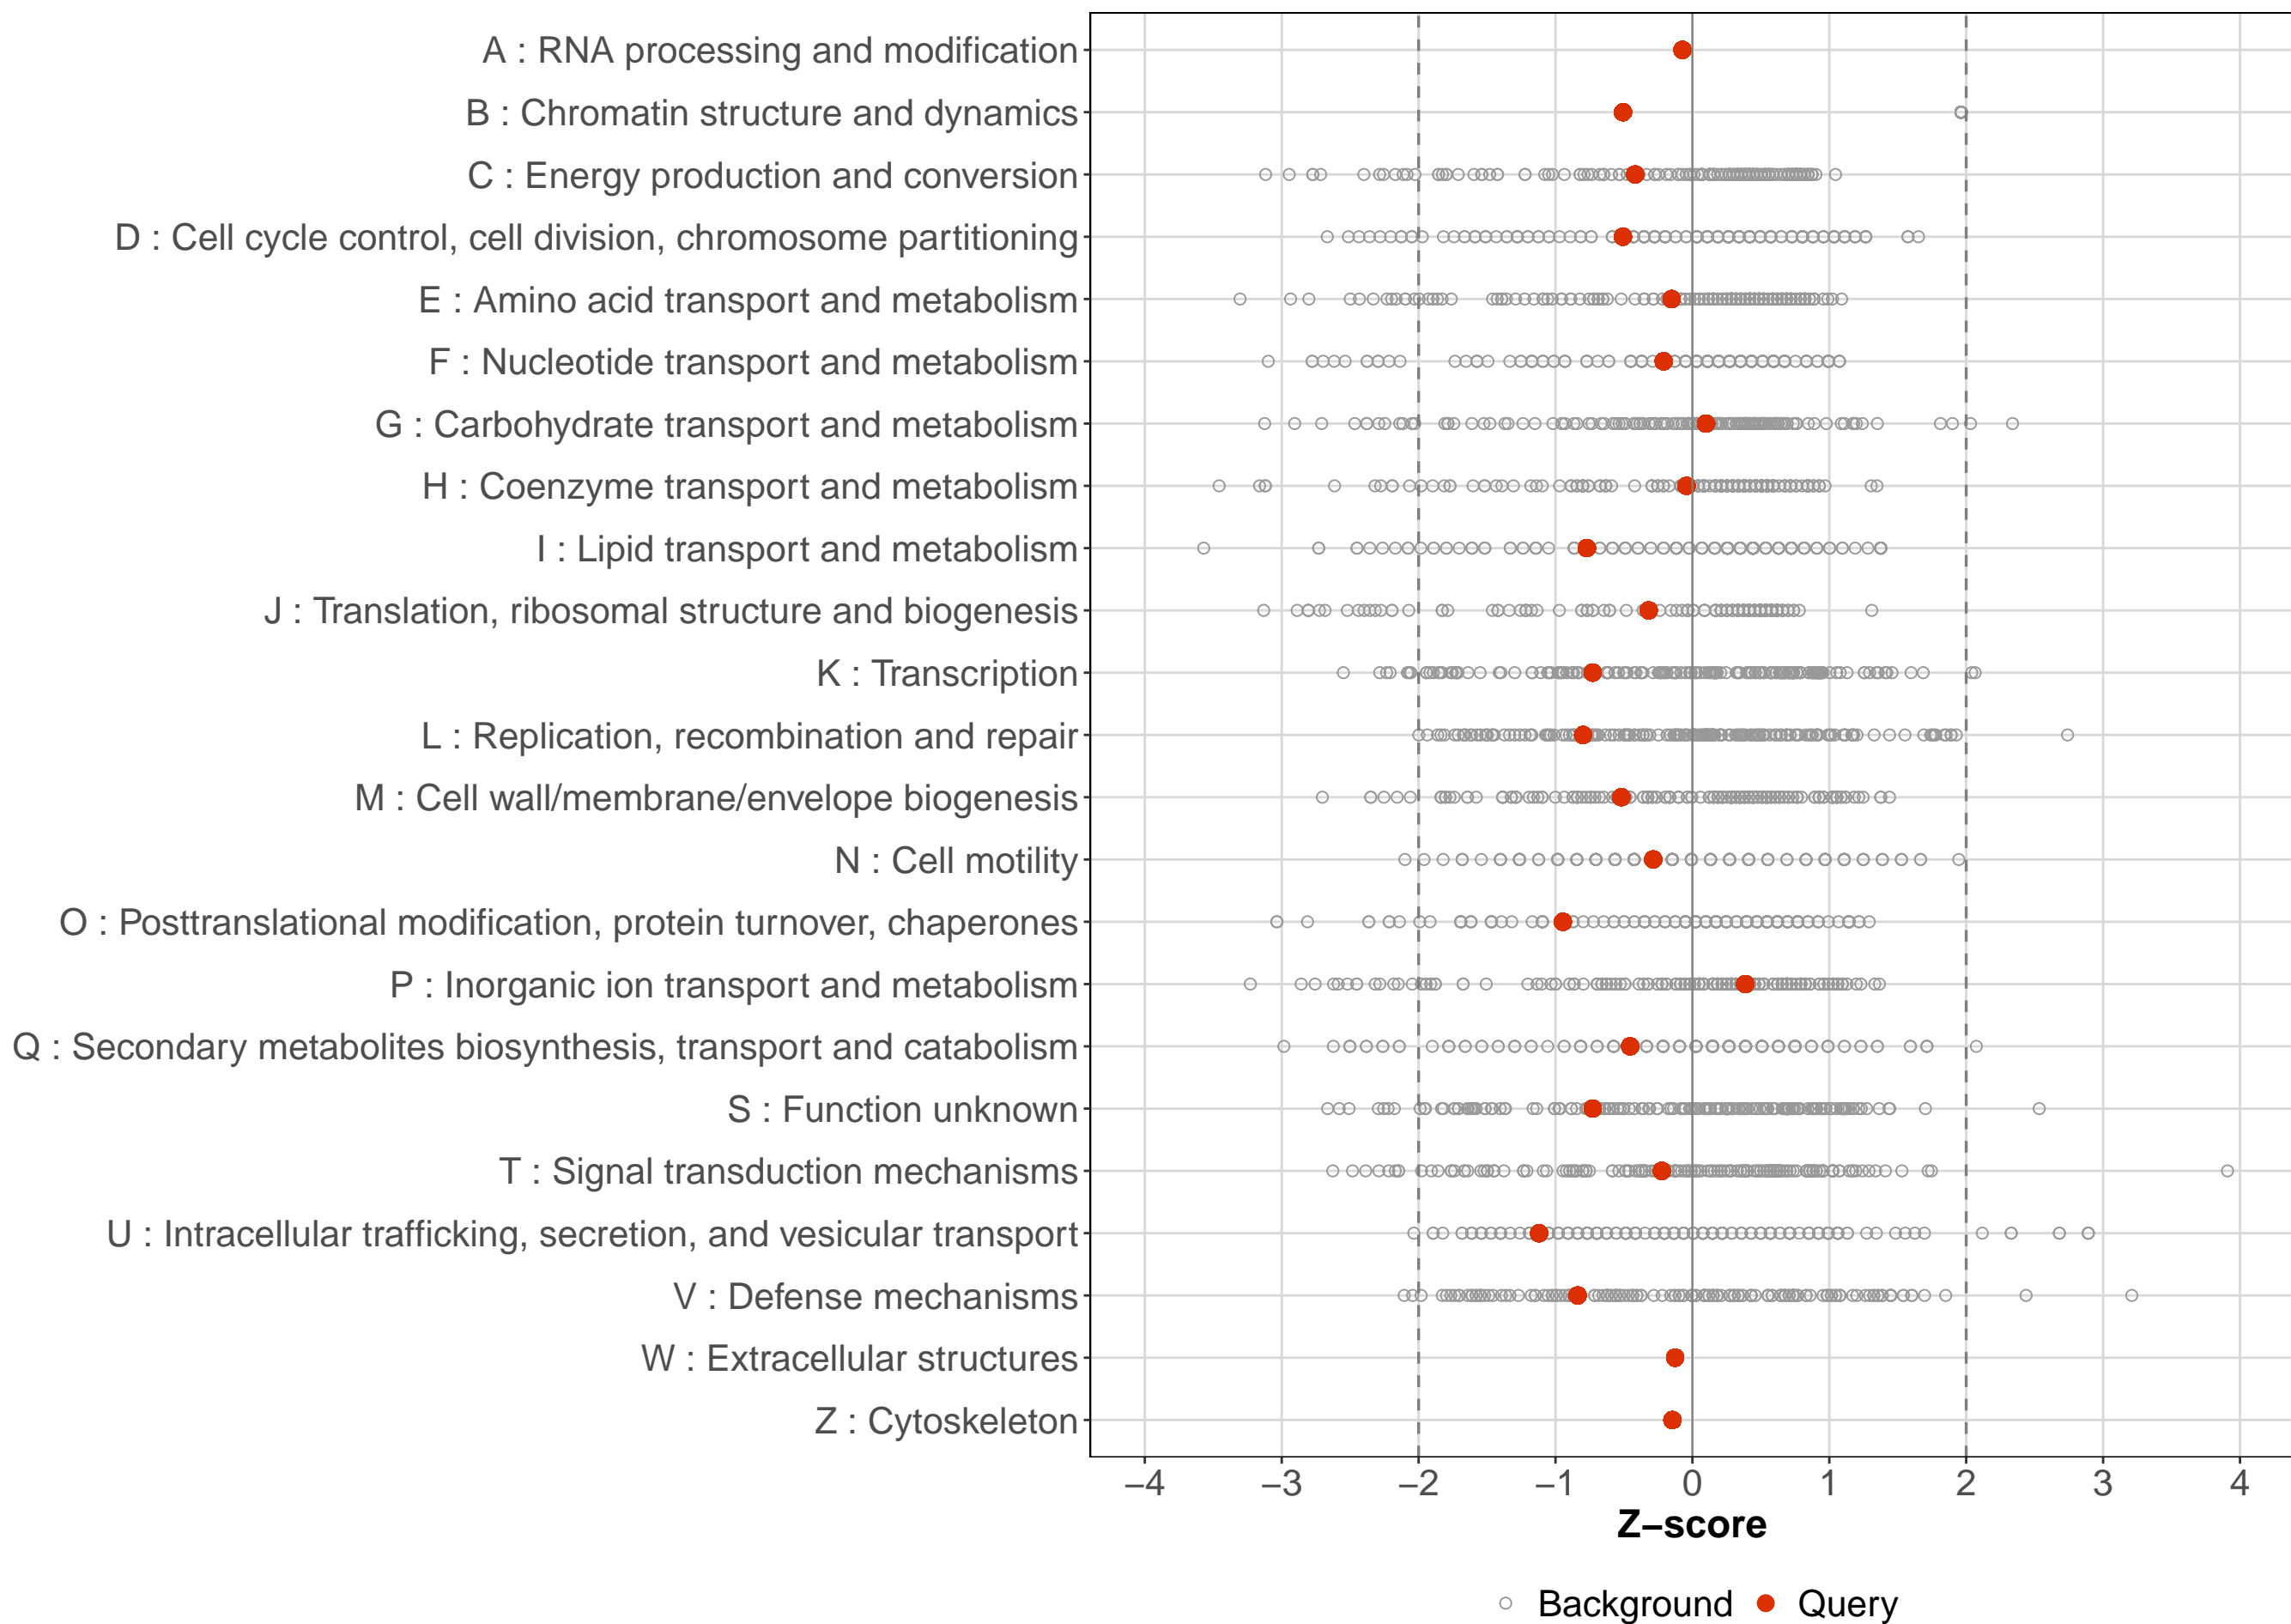 A : RNA processing and modification
B : Chromatin structure and dynamics
C : Energy production and conversion
D : Cell cycle control, cell division, chromosome partitioning
E : Amino acid transport and metabolism
F : Nucleotide transport and metabolism
G : Carbohydrate transport and metabolism
H : Coenzyme transport and metabolism
I : Lipid transport and metabolism
J : Translation, ribosomal structure and biogenesis
K : Transcription
L : Replication, recombination and repair
M : Cell wall/membrane/envelope biogenesis
N : Cell motility
O : Posttranslational modification, protein turnover, chaperones
P : Inorganic ion transport and metabolism
Q : Secondary metabolites biosynthesis, transport and catabolism
S : Function unknown
T : Signal transduction mechanisms
U : Intracellular trafficking, secretion, and vesicular transport
V : Defense mechanisms
W : Extracellular structures
Z : Cytoskeleton
−4 −3 −2 −1 0 1 2 3 4
Z−score
Background Query